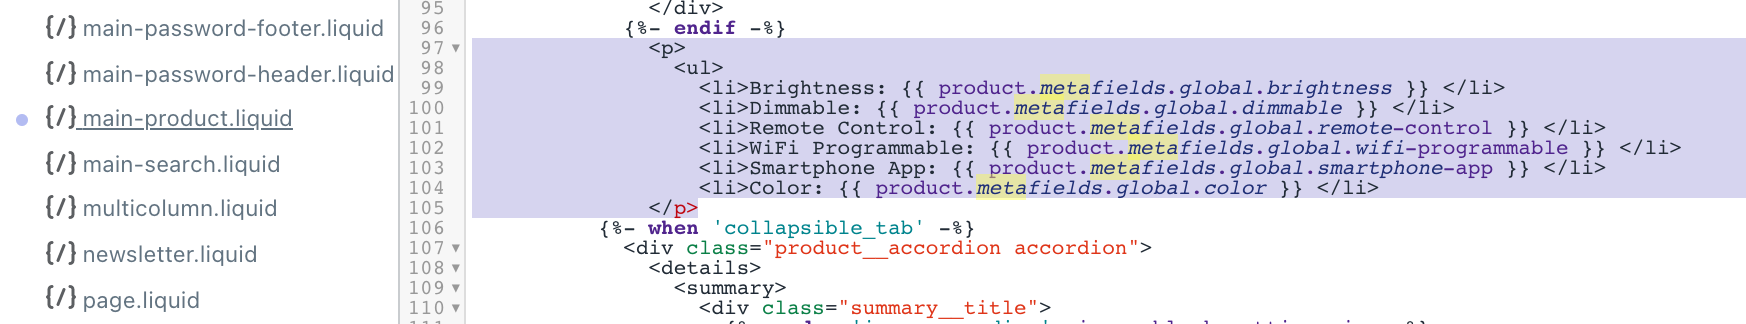 {/} main-password-footer.liquid
{/} main-password-header.liquid
{/} main-product.liquid
{/} main-search.liquid
{/} multicolumn.liquid
{/} newsletter.liquid
{/} page.liquid
95 </div>
96 {%- endif -%}
97 <p>
98 <ul>
99 <li>Brightness: {{ product.metafields.global.brightness }} </li>
100 <li>Dimmable: {{ product.metafields.global.dimmable }} </li>
101 <li>Remote Control: {{ product.metafields.global.remote-control }} </li>
102 <li>WiFi Programmable: {{ product.metafields.global.wifi-programmable }} </li>
103 <li>Smartphone App: {{ product.metafields.global.smartphone-app }} </li>
104 <li>Color: {{ product.metafields.global.color }} </li>
105 </p>
106 {%- when 'collapsible_tab' -%}
107 <div class="product__accordion accordion">
108 <details>
109 <summary>
110 <div class="summary__title">